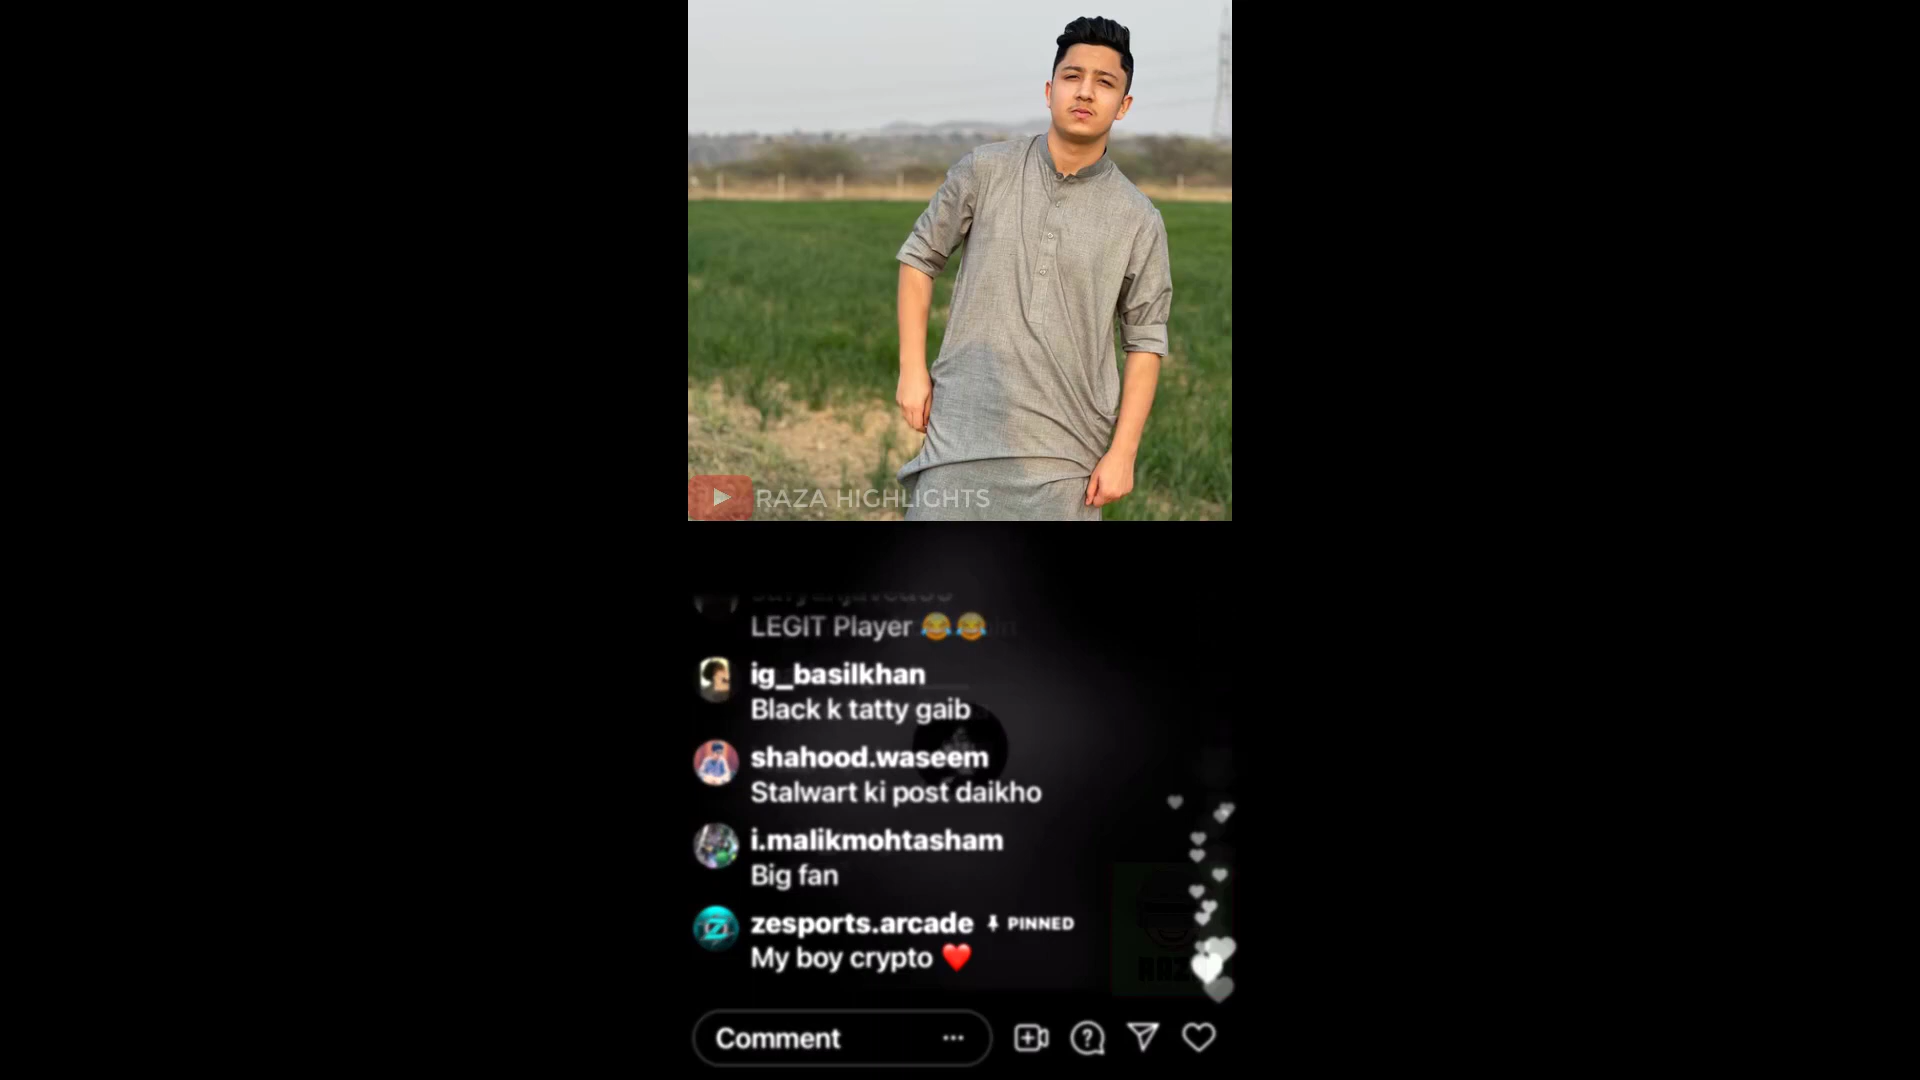 RAZA HIGHLIGHTS
LEGIT Player 😂😂
ig_basilkhan
Black k tatty gaib
shahood.waseem
Stalwart ki post daikho
i.malikmohtasham
Big fan
zesports.arcade PINNED
My boy crypto ❤️
Comment